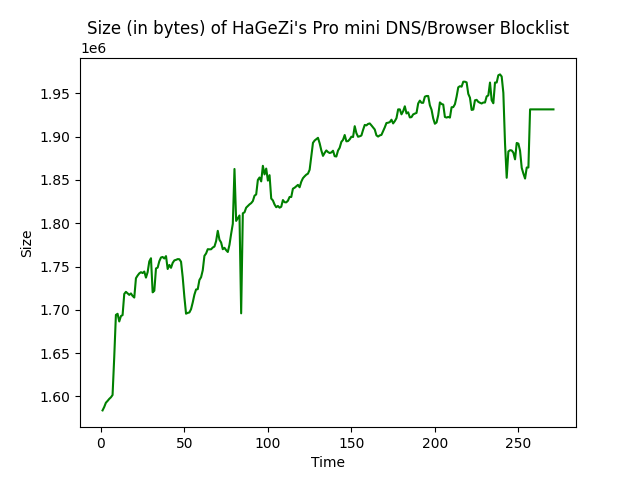 Size (in bytes) of HaGeZi's Pro mini DNS/Browser Blocklist
1e6
1.95
1.90
1.85
1.80
1.75
1.70
1.65
1.60
Size
0 50 100 150 200 250
Time